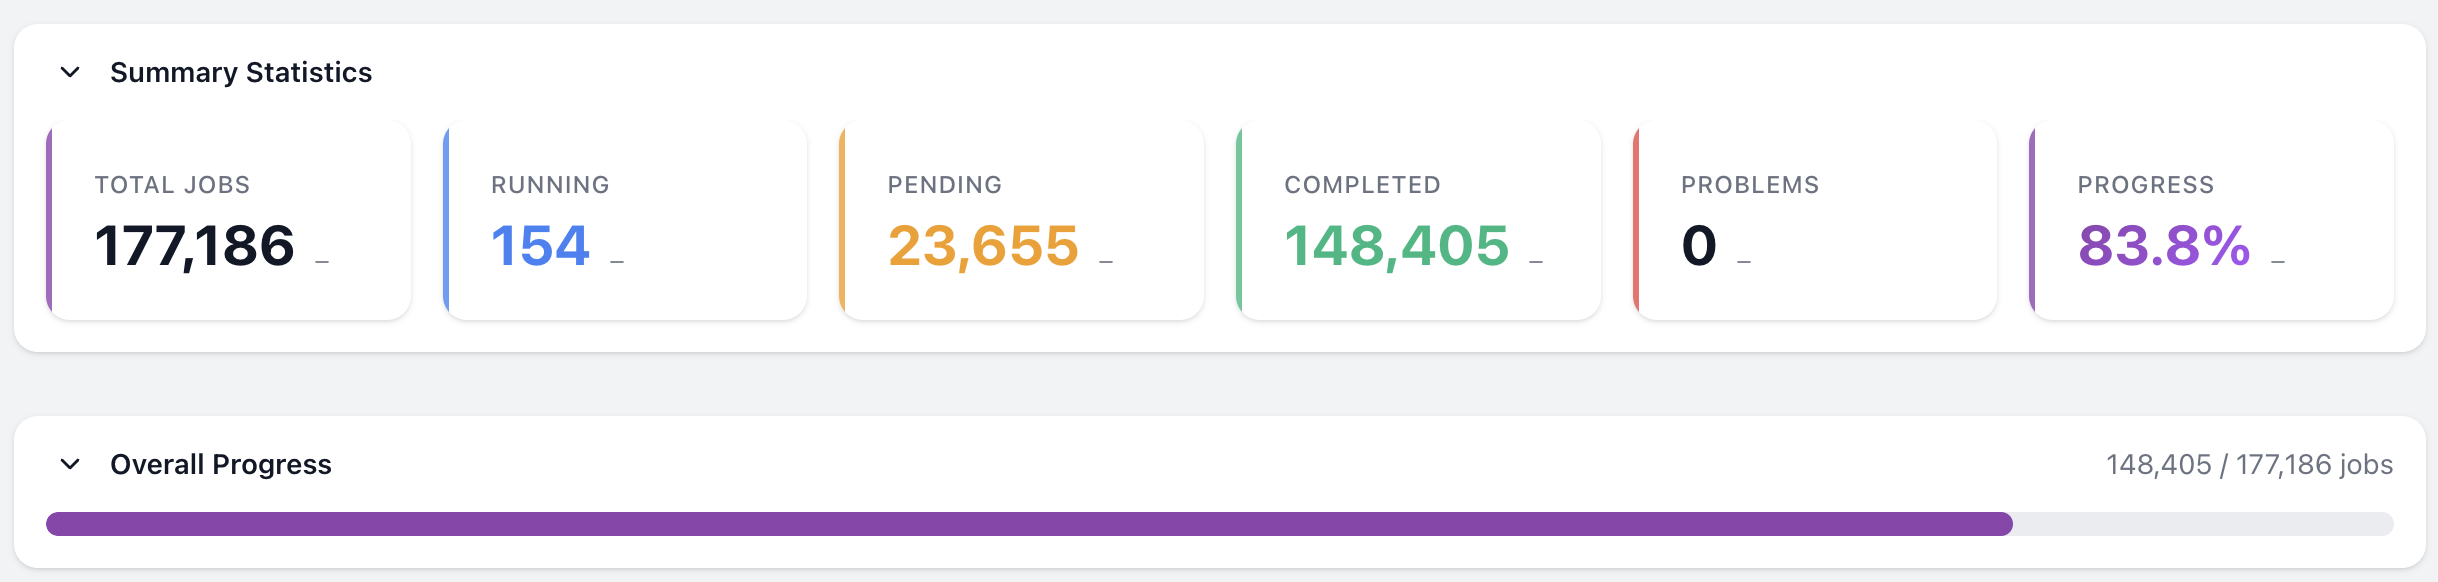 Summary Statistics
TOTAL JOBS
177,186 –
RUNNING
154 –
PENDING
23,655 –
COMPLETED
148,405 –
PROBLEMS
0 –
PROGRESS
83.8% –
Overall Progress
148,405 / 177,186 jobs